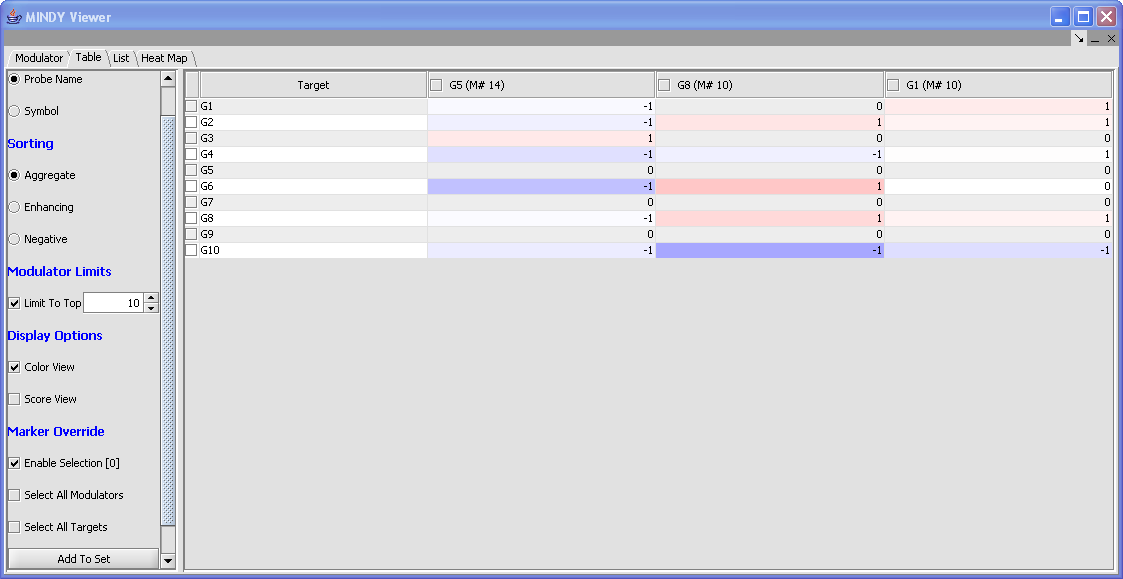 MINDY Viewer
Modulator Table List Heat Map
Probe Name
Symbol
Sorting
Aggregate
Enhancing
Negative
Modulator Limits
Limit To Top 10
Display Options
Color View
Score View
Marker Override
Enable Selection [0]
Select All Modulators
Select All Targets
Add To Set
Target G5 (M# 14) G8 (M# 10) G1 (M# 10)
G1 -1 0 1
G2 -1 1 1
G3 1 0 0
G4 -1 -1 1
G5 0 0 0
G6 -1 1 0
G7 0 0 0
G8 -1 1 1
G9 0 0 0
G10 -1 -1 -1